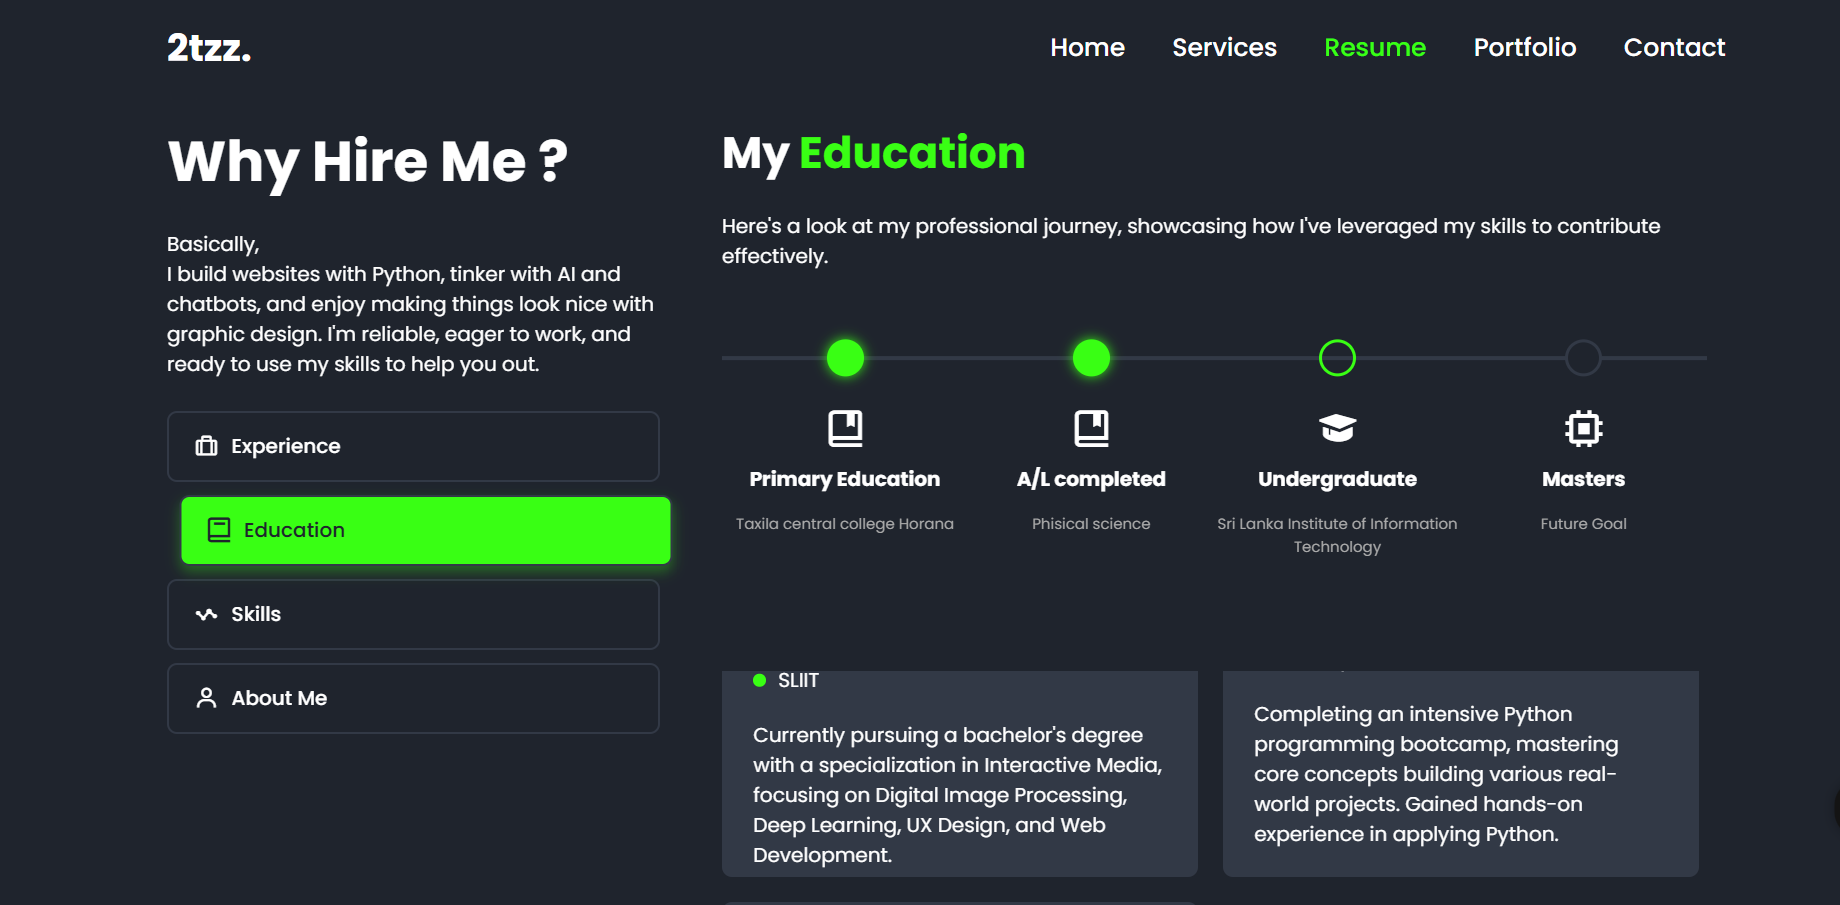 2tzz.
Home Services Resume Portfolio Contact
Why Hire Me ?
Basically,
I build websites with Python, tinker with AI and
chatbots, and enjoy making things look nice with
graphic design. I'm reliable, eager to work, and
ready to use my skills to help you out.
Experience
Education
Skills
About Me
My Education
Here's a look at my professional journey, showcasing how I've leveraged my skills to contribute
effectively.
Primary Education
Taxila central college Horana
A/L completed
Phisical science
Undergraduate
Sri Lanka Institute of Information
Technology
Masters
Future Goal
SLIIT
Currently pursuing a bachelor's degree
with a specialization in Interactive Media,
focusing on Digital Image Processing,
Deep Learning, UX Design, and Web
Development.
Completing an intensive Python
programming bootcamp, mastering
core concepts building various real-
world projects. Gained hands-on
experience in applying Python.